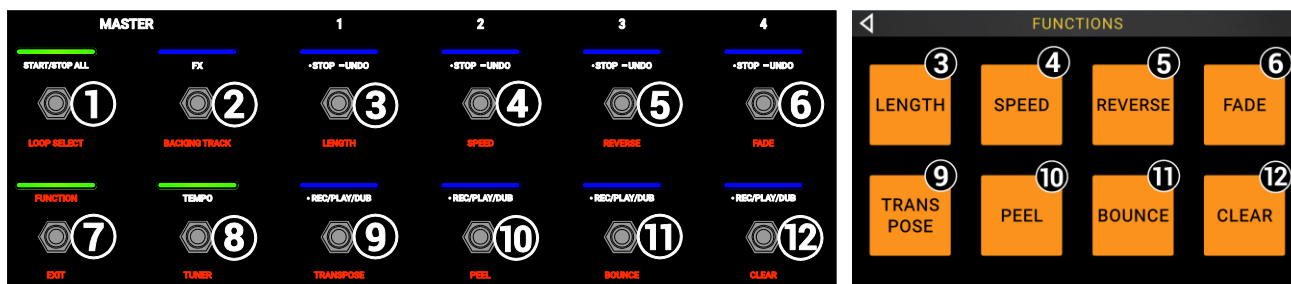 MASTER 1 2 3 4
START/STOP ALL FX •STOP –UNDO •STOP –UNDO •STOP –UNDO •STOP –UNDO
1 2 3 4 5 6
LOOP SELECT BACKING TRACK LENGTH SPEED REVERSE FADE
FUNCTION TEMPO •REC/PLAY/DUB •REC/PLAY/DUB •REC/PLAY/DUB •REC/PLAY/DUB
7 8 9 10 11 12
EXIT TUNER TRANSPOSE PEEL BOUNCE CLEAR
FUNCTIONS
3 4 5 6
LENGTH SPEED REVERSE FADE
9 10 11 12
TRANS
POSE PEEL BOUNCE CLEAR